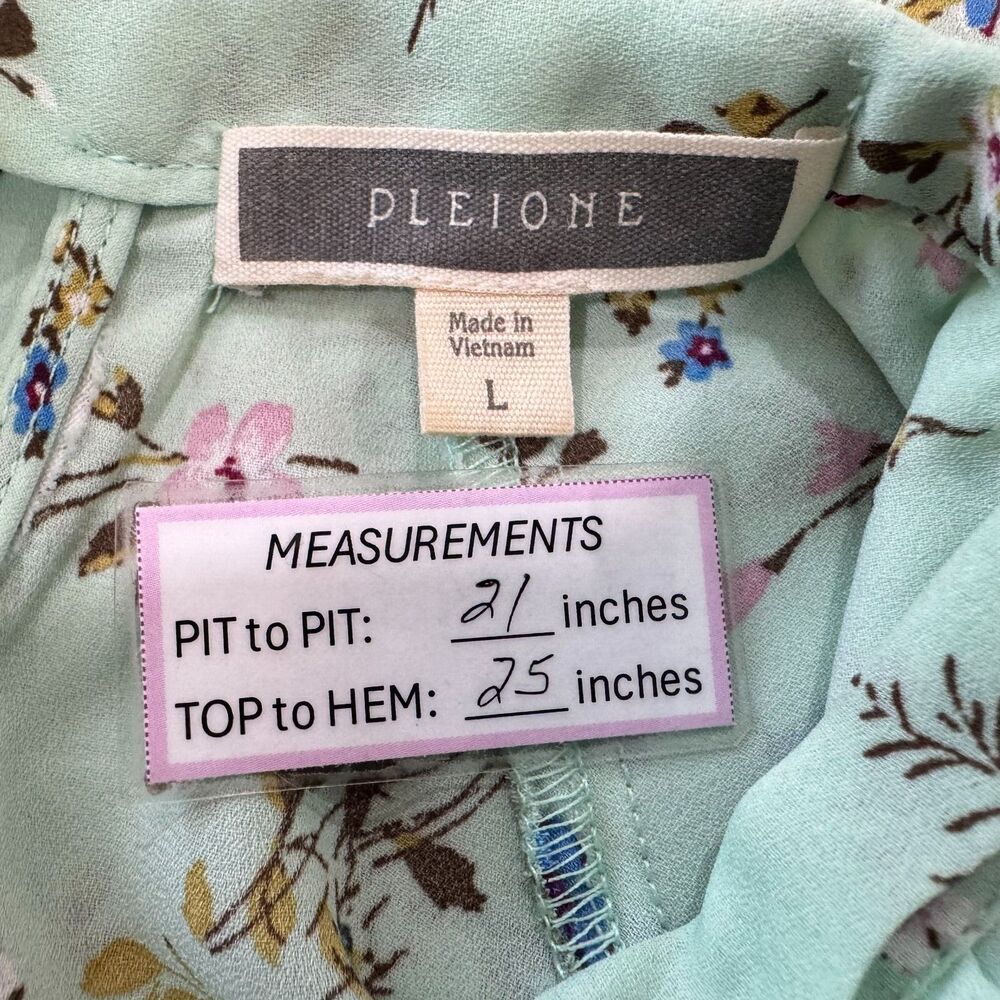 PLEIONE
Made in
Vietnam
L
MEASUREMENTS
PIT to PIT: 21 inches
TOP to HEM: 25 inches